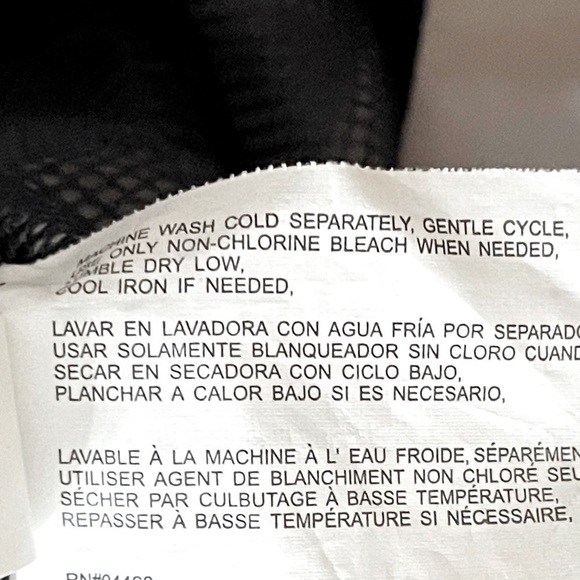 MACHINE WASH COLD SEPARATELY, GENTLE CYCLE,
ONLY NON-CHLORINE BLEACH WHEN NEEDED,
TUMBLE DRY LOW,
COOL IRON IF NEEDED,
LAVAR EN LAVADORA CON AGUA FRÍA POR SEPARADO
USAR SOLAMENTE BLANQUEADOR SIN CLORO
SECAR EN SECADORA CON CICLO BAJO,
PLANCHAR A CALOR BAJO SI ES NECESARIO,
LAVABLE À LA MACHINE À L' EAU FROIDE,
UTILISER AGENT DE BLANCHIMENT NON CHLORÉ
SÉCHER PAR CULBUTAGE À BASSE TEMPÉRATURE,
REPASSER À BASSE TEMPÉRATURE SI NÉCESSAIRE,